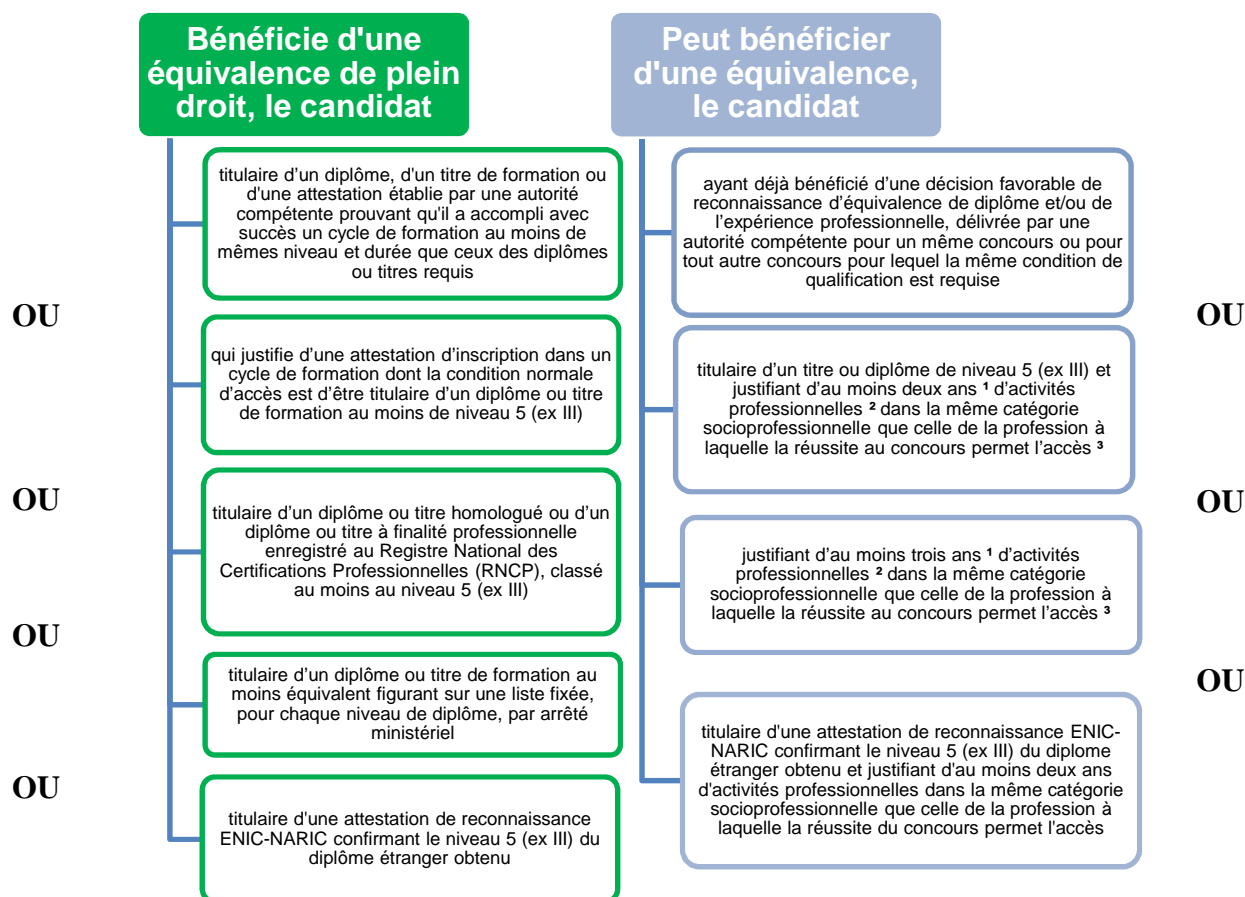 Bénéficie d'une
équivalence de plein
droit, le candidat
titulaire d’un diplôme, d'un titre de formation ou
d'une attestation établie par une autorité
compétente prouvant qu'il a accompli avec
succès un cycle de formation au moins de
mêmes niveau et durée que ceux des diplômes
ou titres requis
OU
qui justifie d’une attestation d’inscription dans un
cycle de formation dont la condition normale
d’accès est d’être titulaire d’un diplôme ou titre
de formation au moins de niveau 5 (ex III)
OU
titulaire d’un diplôme ou titre homologué ou d’un
diplôme ou titre à finalité professionnelle
enregistré au Registre National des
Certifications Professionnelles (RNCP), classé
au moins au niveau 5 (ex III)
OU
titulaire d’un diplôme ou titre de formation au
moins équivalent figurant sur une liste fixée,
pour chaque niveau de diplôme, par arrêté
ministériel
OU
titulaire d'une attestation de reconnaissance
ENIC-NARIC confirmant le niveau 5 (ex III) du
diplôme étranger obtenu
Peut bénéficier
d'une équivalence,
le candidat
ayant déjà bénéficié d’une décision favorable de
reconnaissance d’équivalence de diplôme et/ou de
l’expérience professionnelle, délivrée par une
autorité compétente pour un même concours ou pour
tout autre concours pour lequel la même condition de
qualification est requise
OU
titulaire d’un titre ou diplôme de niveau 5 (ex III) et
justifiant d’au moins deux ans ¹ d’activités
professionnelles ² dans la même catégorie
socioprofessionnelle que celle de la profession à
laquelle la réussite au concours permet l’accès ³
OU
justifiant d’au moins trois ans ¹ d’activités
professionnelles ² dans la même catégorie
socioprofessionnelle que celle de la profession à
laquelle la réussite au concours permet l’accès ³
OU
titulaire d'une attestation de reconnaissance ENIC-
NARIC confirmant le niveau 5 (ex III) du diplome
étranger obtenu et justifiant d'au moins deux ans
d'activités professionnelles dans la même catégorie
socioprofessionnelle que celle de la profession à
laquelle la réussite du concours permet l'accès